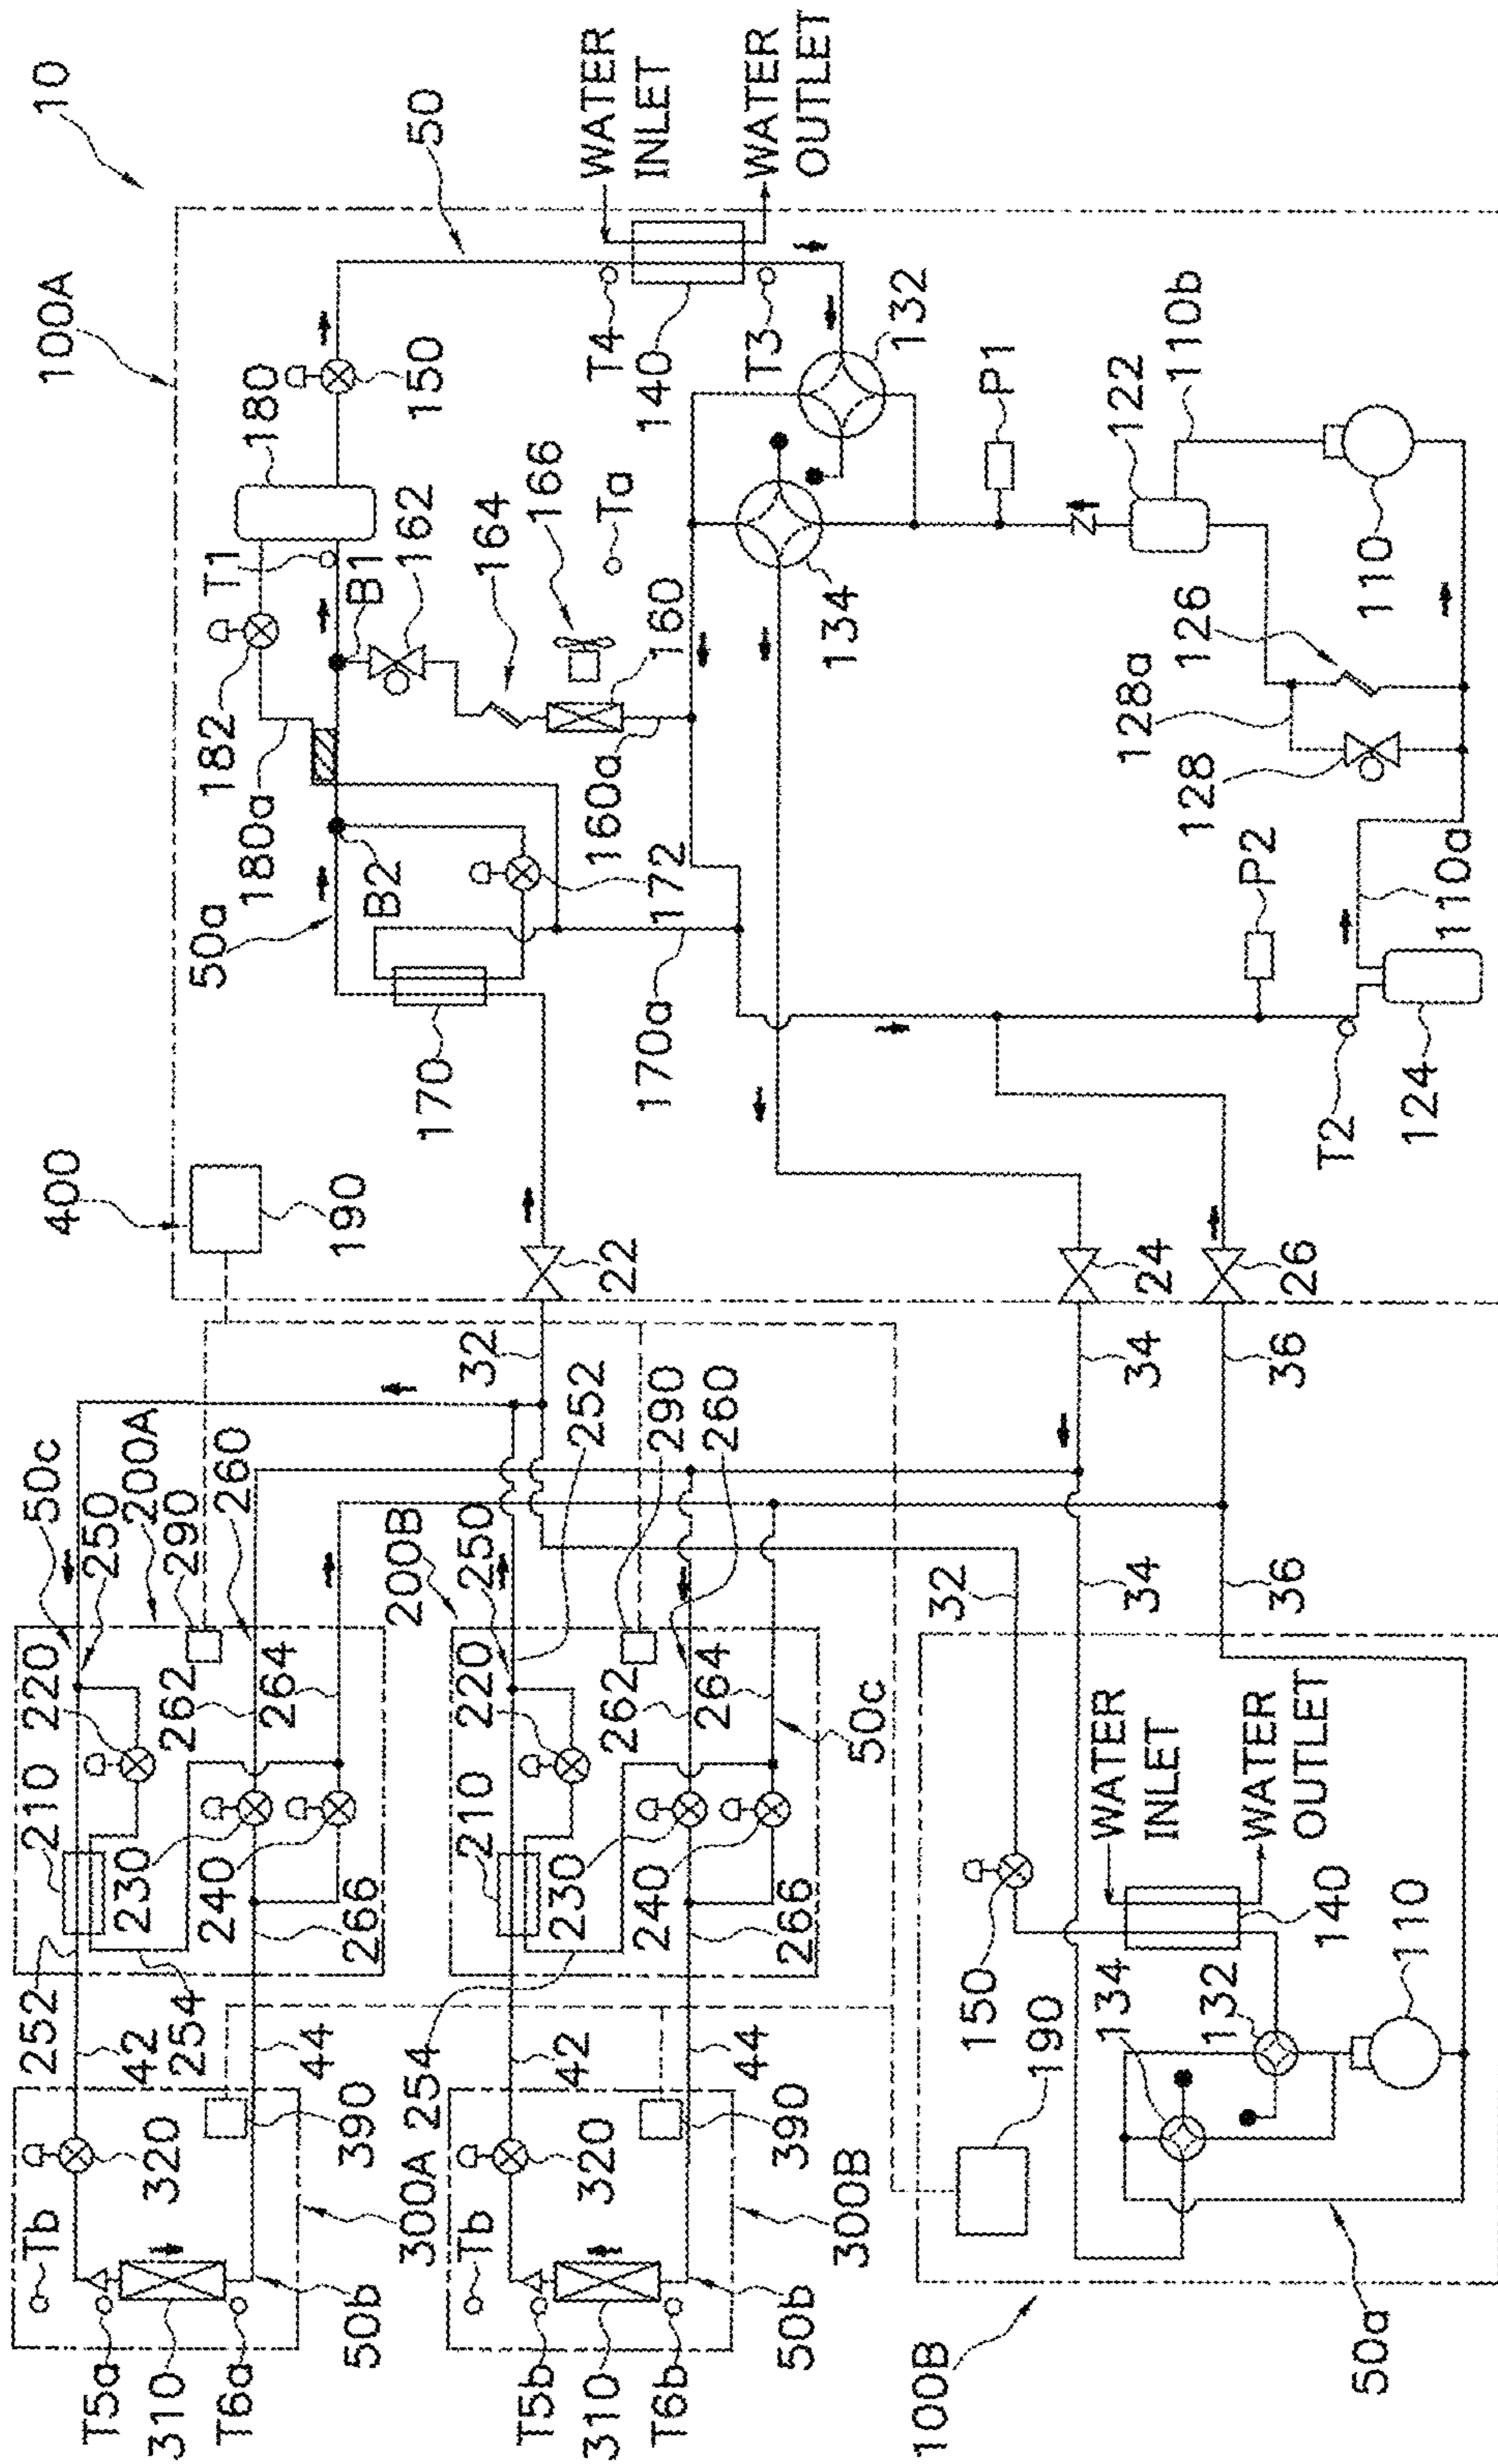 10
100A
50
WATER
INLET
WATER
OUTLET
180
150
T4
140
T3
132
T1
B1
162
164
166
Ta
160
134
P1
122
110b
110
126
128a
128
182
180a
160a
50a
B2
172
170
170a
P2
110a
T2
124
400
190
22
24
26
32
34
36
50c
250
200A
290
260
220
262
264
210
230
240
266
252
254
42
44
252
290
260
200B
250
220
262
264
50c
210
230
240
266
254
42
44
32
34
36
WATER
INLET
WATER
OUTLET
150
140
134
132
110
190
Tb
320
390
300A
T5a
310
T6a
50b
Tb
320
390
300B
T5b
310
T6b
50b
100B
50a